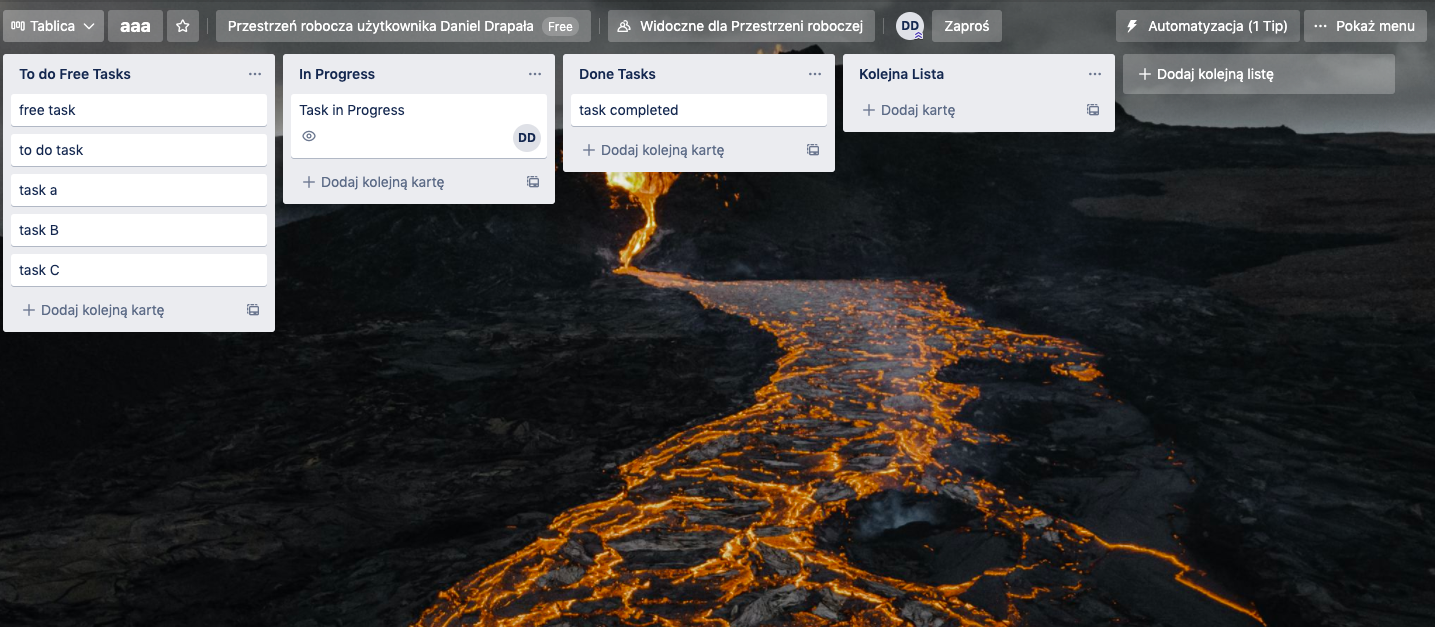 Tablica
aaa
Przestrzeń robocza użytkownika Daniel Drapała Free
Widoczne dla Przestrzeni roboczej
DD
Zaproś
Automatyzacja (1 Tip)
Pokaż menu
To do Free Tasks
free task
to do task
task a
task B
task C
Dodaj kolejną kartę
In Progress
Task in Progress
DD
Dodaj kolejną kartę
Done Tasks
task completed
Dodaj kolejną kartę
Kolejna Lista
Dodaj kartę
Dodaj kolejną listę